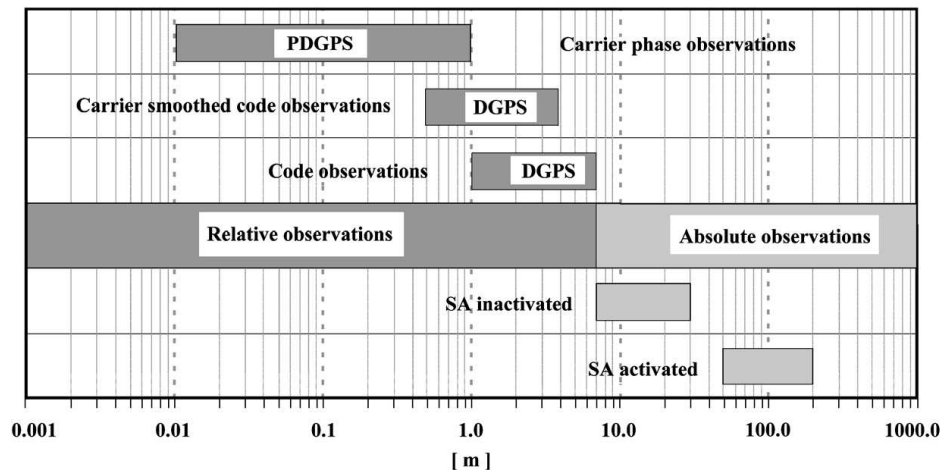 PDGPS Carrier phase observations
Carrier smoothed code observations DGPS
Code observations DGPS
Relative observations Absolute observations
SA inactivated
SA activated
0.001 0.01 0.1 1.0 10.0 100.0 1000.0
[ m ]